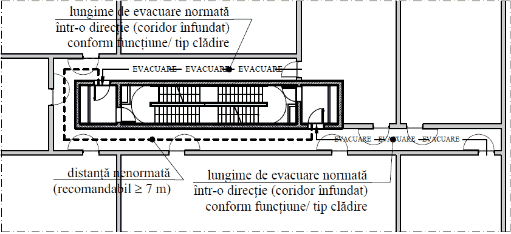 lungime de evacuare normată
într-o direcție (coridor înfundat)
conform funcțiune/ tip clădire
EVACUARE EVACUARE EVACUARE
EVACUARE EVACUARE EVACUARE
distanță nenormată
(recomandabil ≥ 7 m)
lungime de evacuare normată
într-o direcție (coridor înfundat)
conform funcțiune/ tip clădire